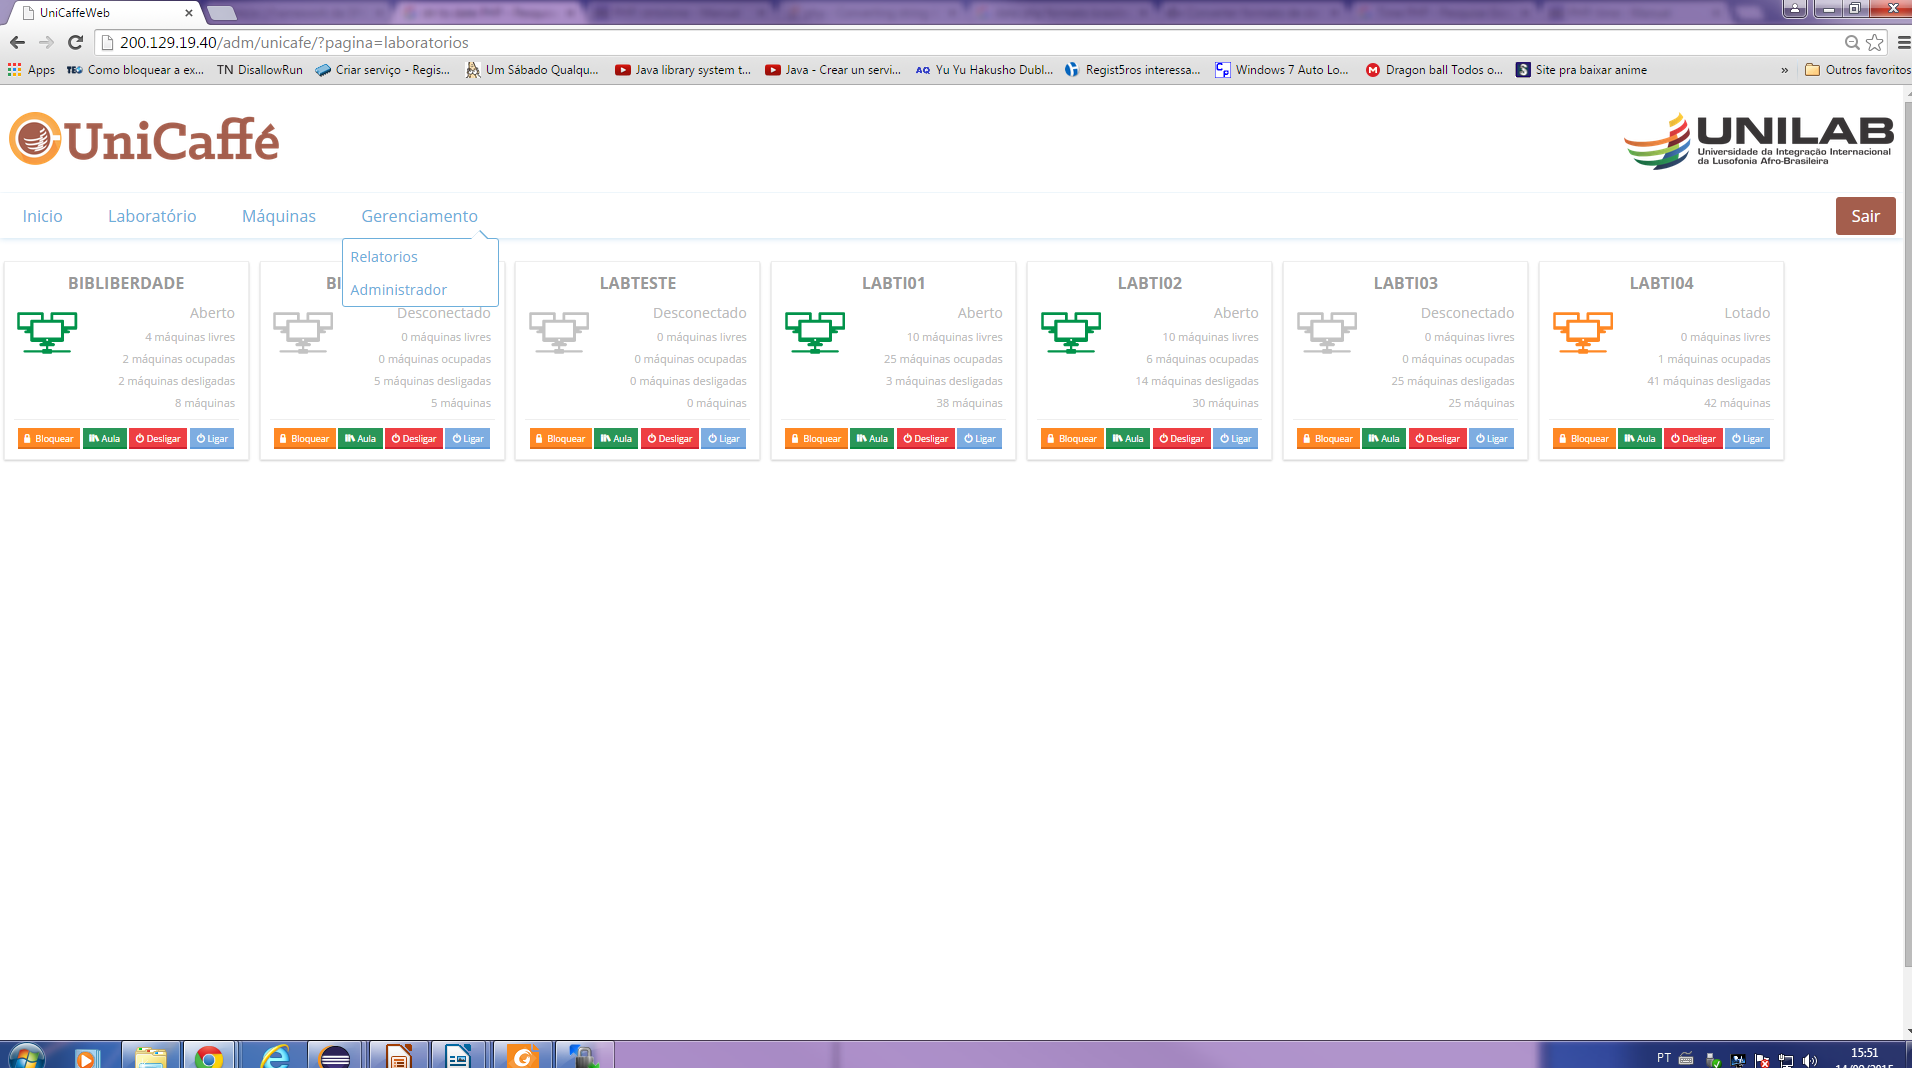 UniCaffeWeb
200.129.19.40/adm/unicafe/?pagina=laboratorios
Apps
Como bloquear a ex...
TN DisallowRun
Criar serviço - Regis...
Um Sábado Qualqu...
Java library system t...
Java - Crear un servi...
AQ Yu Yu Hakusho Dubl...
Regist5ros interessa...
Windows 7 Auto Lo...
Dragon ball Todos o...
Site pra baixar anime
»
Outros favoritos
UniCaffé
UNILAB
Universidade da Integração Internacional
da Lusofonia Afro-Brasileira
Inicio
Laboratório
Máquinas
Gerenciamento
Sair
Relatorios
Administrador
BIBLIBERDADE
Aberto
4 máquinas livres
2 máquinas ocupadas
2 máquinas desligadas
8 máquinas
Bloquear Aula Desligar Ligar
BI
Desconectado
0 máquinas livres
0 máquinas ocupadas
5 máquinas desligadas
5 máquinas
Bloquear Aula Desligar Ligar
LABTESTE
Desconectado
0 máquinas livres
0 máquinas ocupadas
0 máquinas desligadas
0 máquinas
Bloquear Aula Desligar Ligar
LABTI01
Aberto
10 máquinas livres
25 máquinas ocupadas
3 máquinas desligadas
38 máquinas
Bloquear Aula Desligar Ligar
LABTI02
Aberto
10 máquinas livres
6 máquinas ocupadas
14 máquinas desligadas
30 máquinas
Bloquear Aula Desligar Ligar
LABTI03
Desconectado
0 máquinas livres
0 máquinas ocupadas
25 máquinas desligadas
25 máquinas
Bloquear Aula Desligar Ligar
LABTI04
Lotado
0 máquinas livres
1 máquinas ocupadas
41 máquinas desligadas
42 máquinas
Bloquear Aula Desligar Ligar
PT
15:51